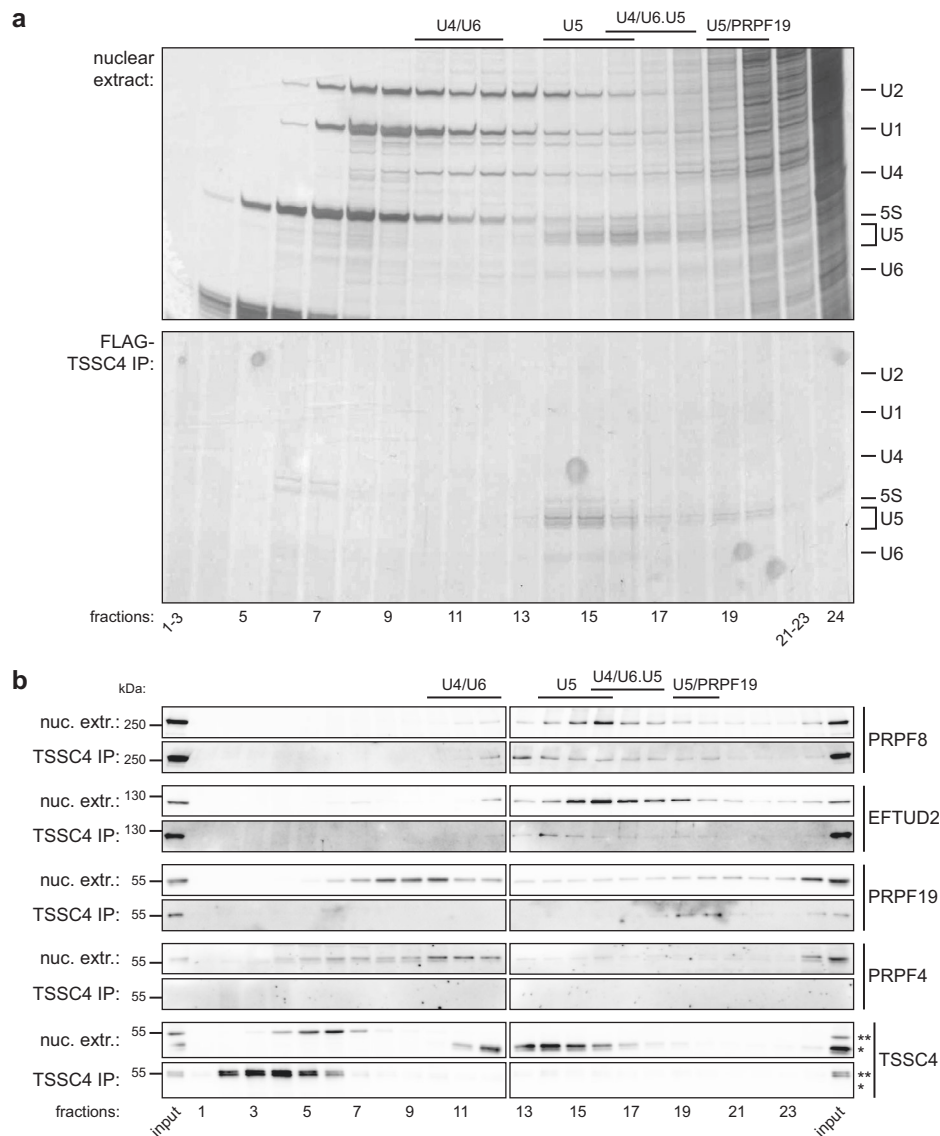 a
U4/U6 U5 U4/U6.U5 U5/PRPF19
nuclear
extract:
U2
U1
U4
5S
U5
U6
FLAG-
TSSC4 IP:
U2
U1
U4
5S
U5
U6
fractions: 1-3 5 7 9 11 13 15 17 19 21-23 24
b
kDa: U4/U6 U5 U4/U6.U5 U5/PRPF19
nuc. extr.: 250
TSSC4 IP: 250
PRPF8
nuc. extr.: 130
TSSC4 IP: 130
EFTUD2
nuc. extr.: 55
TSSC4 IP: 55
PRPF19
nuc. extr.: 55
TSSC4 IP: 55
PRPF4
nuc. extr.: 55 **
*
TSSC4 IP: 55 **
*
TSSC4
fractions: input 1 3 5 7 9 11 13 15 17 19 21 23 input